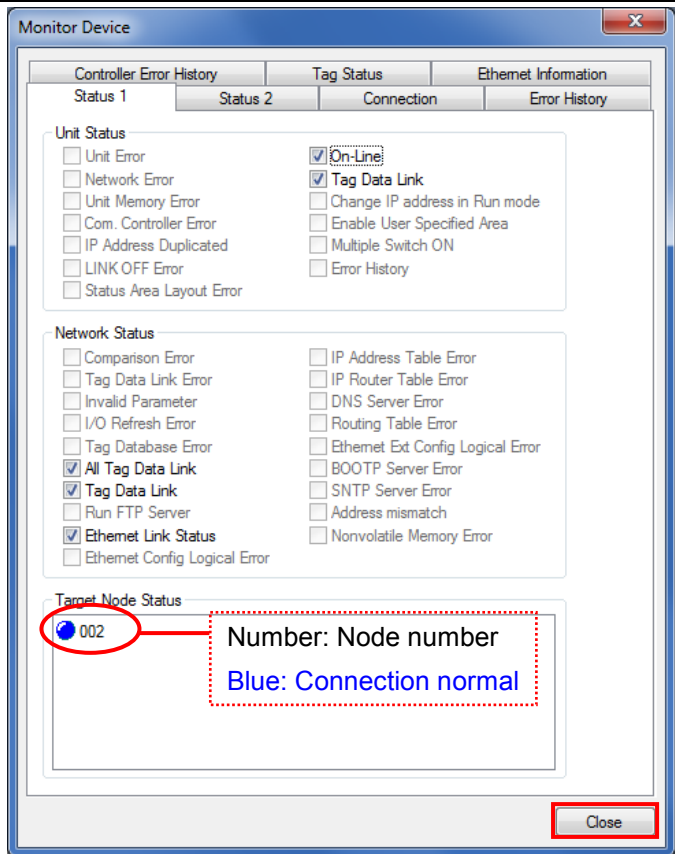 Monitor Device
Controller Error History
Tag Status
Ethernet Information
Status 1
Status 2
Connection
Error History
Unit Status
Unit Error
On-Line
Network Error
Tag Data Link
Unit Memory Error
Change IP address in Run mode
Com. Controller Error
Enable User Specified Area
IP Address Duplicated
Multiple Switch ON
LINK OFF Error
Error History
Status Area Layout Error
Network Status
Comparison Error
IP Address Table Error
Tag Data Link Error
IP Router Table Error
Invalid Parameter
DNS Server Error
I/O Refresh Error
Routing Table Error
Tag Database Error
Ethernet Ext Config Logical Error
All Tag Data Link
BOOTP Server Error
Tag Data Link
SNTP Server Error
Run FTP Server
Address mismatch
Ethernet Link Status
Nonvolatile Memory Error
Ethernet Config Logical Error
Target Node Status
002
Number: Node number
Blue: Connection normal
Close